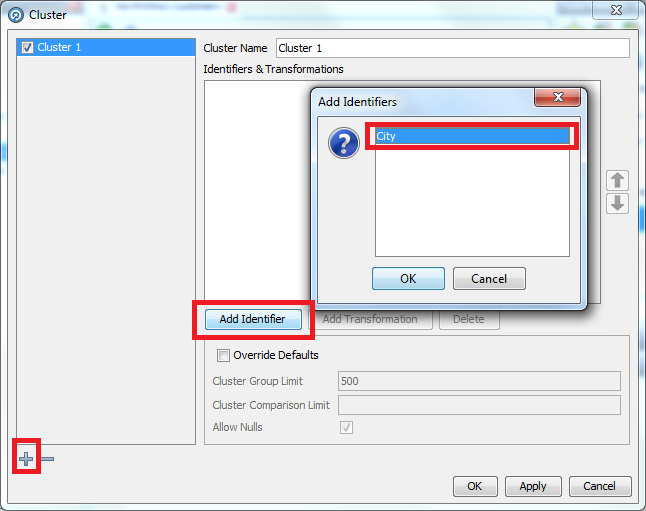 Cluster
Cluster 1
Cluster Name Cluster 1
Identifiers & Transformations
Add Identifiers
City
OK Cancel
Add Identifier Add Transformation Delete
Override Defaults
Cluster Group Limit 500
Cluster Comparison Limit
Allow Nulls
OK Apply Cancel